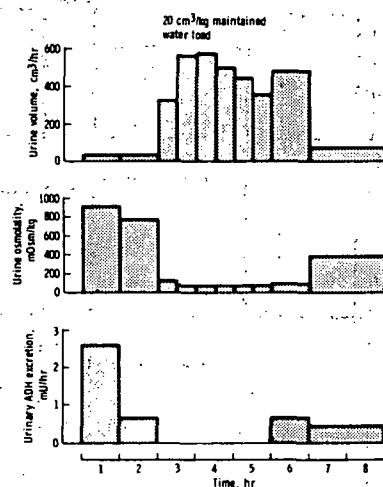 20 cm³/kg maintained
water load
Urine volume, cm³/hr
600
400
200
0
Urine osmolality,
mOsm/kg
1000
800
600
400
200
0
Urinary ADH excretion,
mU/hr
3
2
1
0
1 2 3 4 5 6 7 8
Time, hr